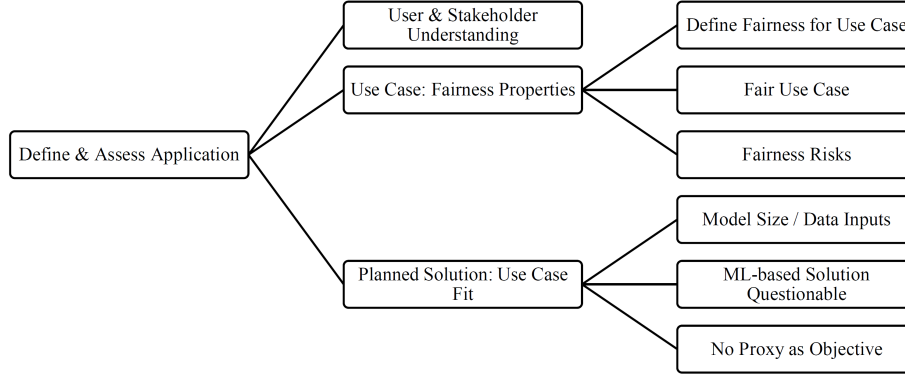 User & Stakeholder
Understanding
Define Fairness for Use Case
Use Case: Fairness Properties
Fair Use Case
Define & Assess Application
Fairness Risks
Model Size / Data Inputs
Planned Solution: Use Case
Fit
ML-based Solution
Questionable
No Proxy as Objective